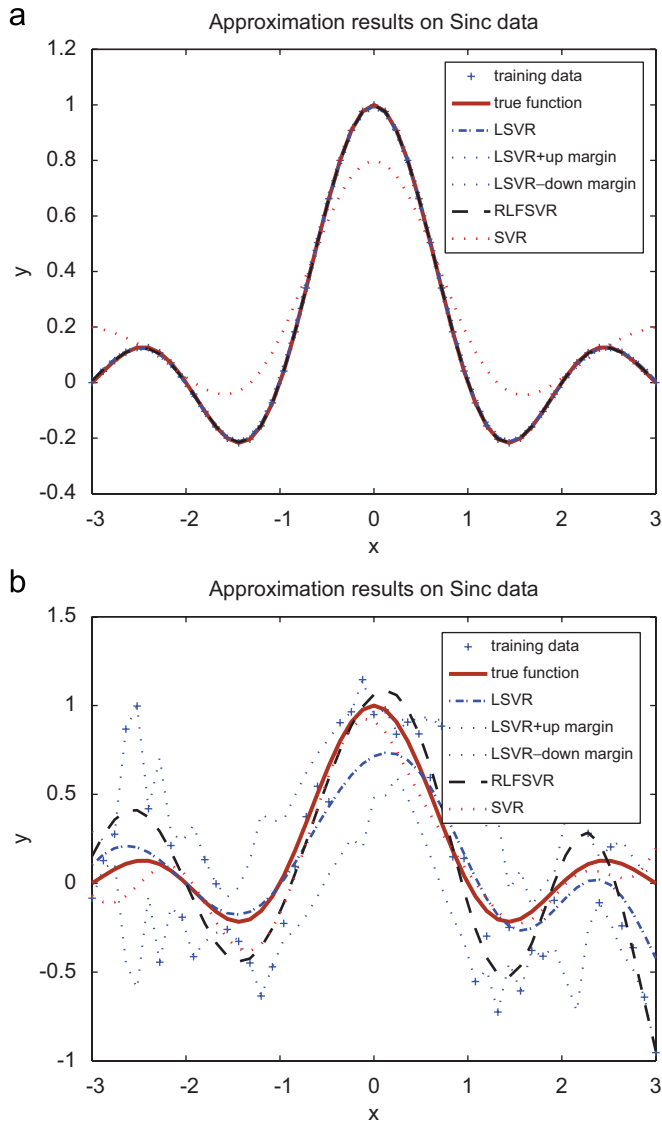 a
Approximation results on Sinc data
1.2
1
0.8
0.6
0.4
0.2
0
-0.2
-0.4
y
training data
true function
LSVR
LSVR+up margin
LSVR–down margin
RLFSVR
SVR
-3
-2
-1
0
1
2
3
x
b
Approximation results on Sinc data
1.5
1
0.5
0
-0.5
-1
y
training data
true function
LSVR
LSVR+up margin
LSVR–down margin
RLFSVR
SVR
-3
-2
-1
0
1
2
3
x